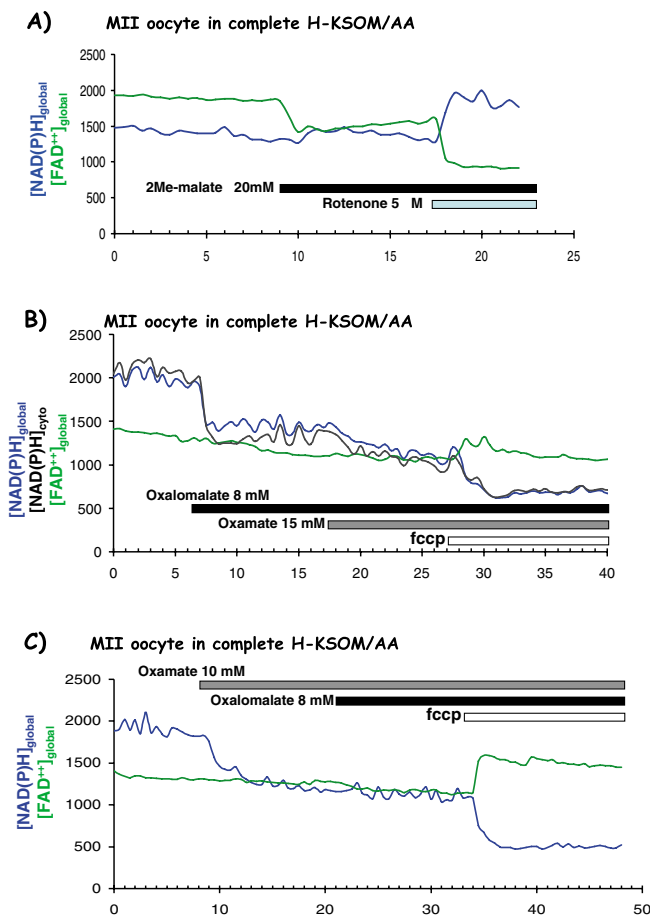 A) MII oocyte in complete H-KSOM/AA
[NAD(P)H]global
[FAD++]global
2500
2000
1500
1000
500
0
2Me-malate 20mM
Rotenone 5 M
0 5 10 15 20 25
B) MII oocyte in complete H-KSOM/AA
[NAD(P)H]global
[NAD(P)H]cyto
[FAD++]global
2500
2000
1500
1000
500
0
Oxalomalate 8 mM
Oxamate 15 mM
fccp
0 5 10 15 20 25 30 35 40
C) MII oocyte in complete H-KSOM/AA
[NAD(P)H]global
[FAD++]global
Oxamate 10 mM
Oxalomalate 8 mM
fccp
2500
2000
1500
1000
500
0
0 10 20 30 40 50